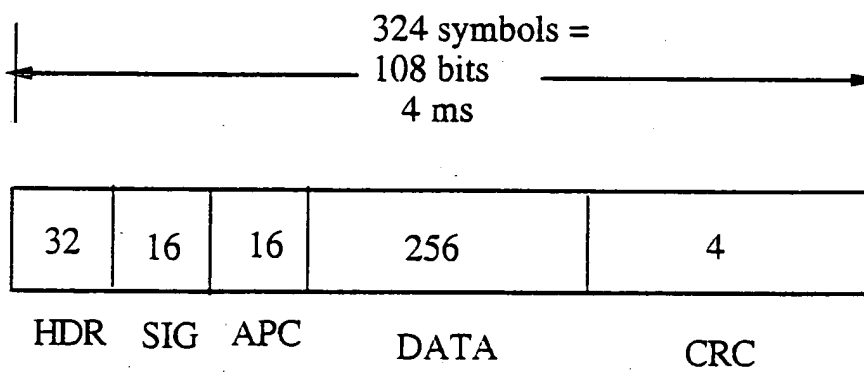 324 symbols =
108 bits
4 ms
32 16 16 256 4
HDR SIG APC DATA CRC